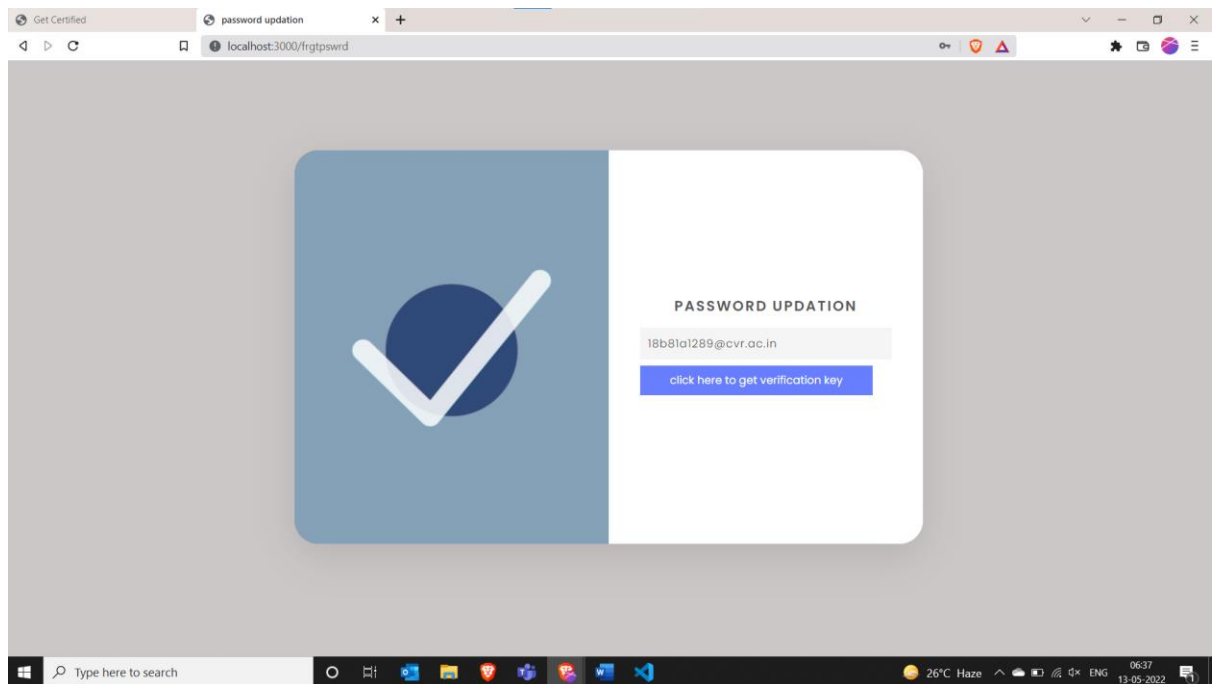 Get Certified
password updation
localhost:3000/frgtpswrd
PASSWORD UPDATION
18b81a1289@cvr.ac.in
click here to get verification key
Type here to search
26°C Haze
ENG
06:37
13-05-2022